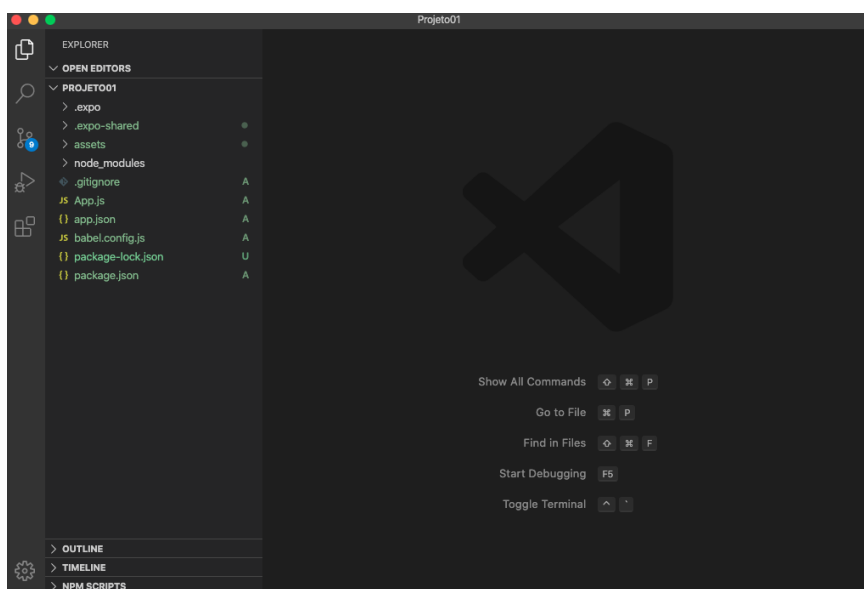 Projeto01
EXPLORER
OPEN EDITORS
PROJETO01
.expo
.expo-shared
assets
node_modules
.gitignore A
JS App.js A
{} app.json A
JS babel.config.js A
{} package-lock.json U
{} package.json A
9
Show All Commands ⇧ ⌘ P
Go to File ⌘ P
Find in Files ⇧ ⌘ F
Start Debugging F5
Toggle Terminal ^ `
OUTLINE
TIMELINE
NPM SCRIPTS